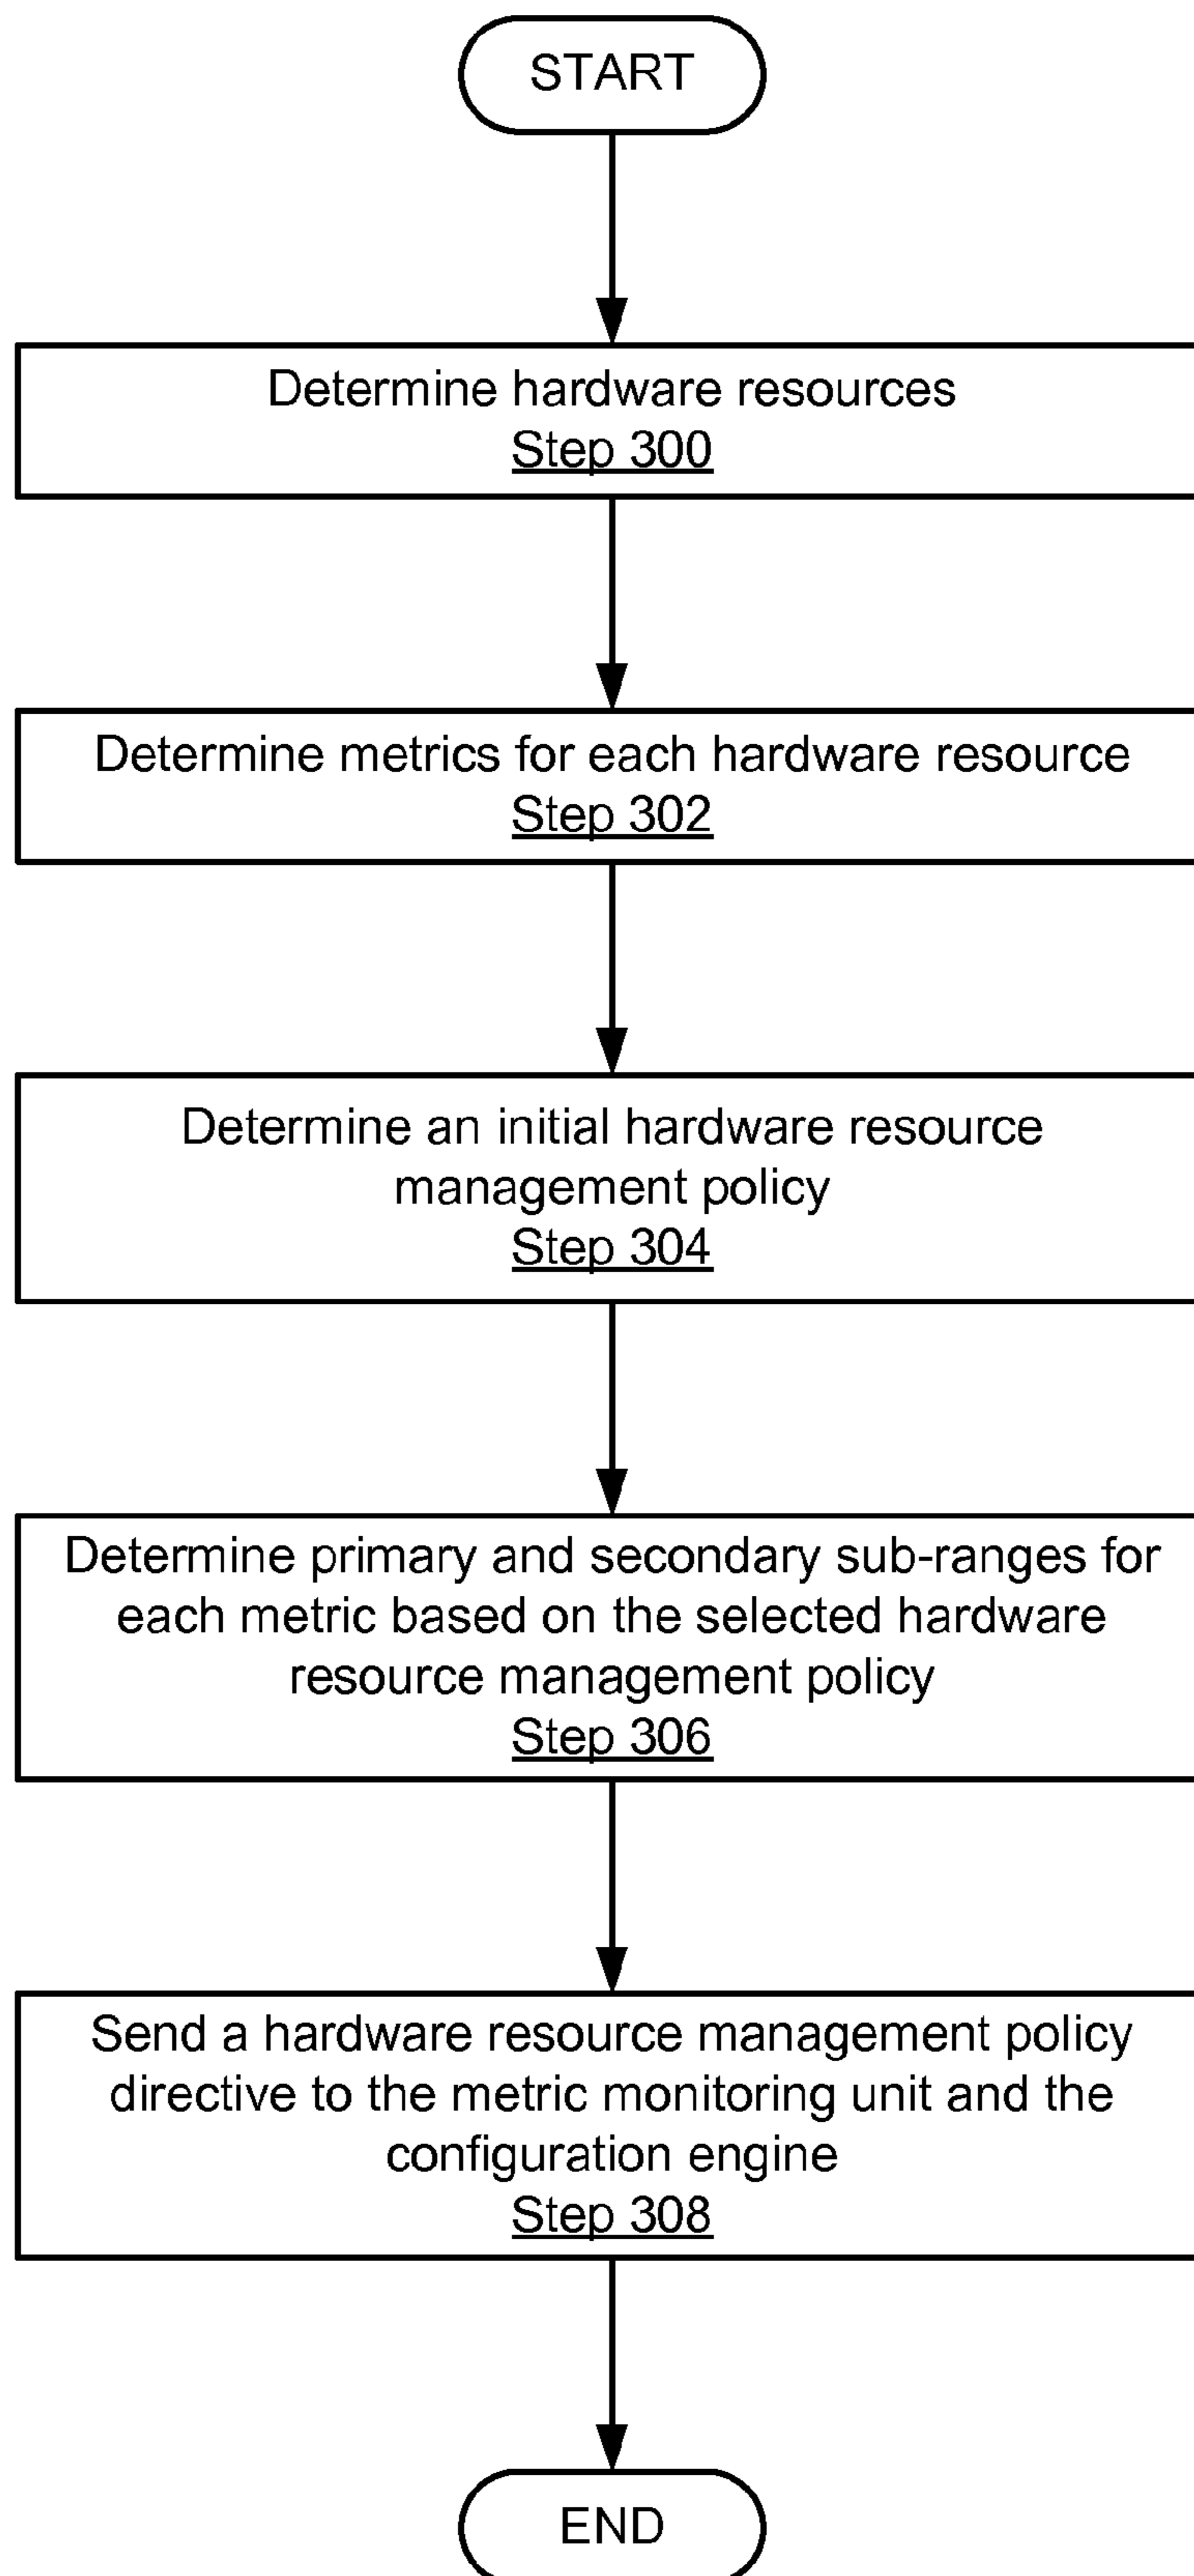 START
Determine hardware resources
Step 300
Determine metrics for each hardware resource
Step 302
Determine an initial hardware resource
management policy
Step 304
Determine primary and secondary sub-ranges for
each metric based on the selected hardware
resource management policy
Step 306
Send a hardware resource management policy
directive to the metric monitoring unit and the
configuration engine
Step 308
END